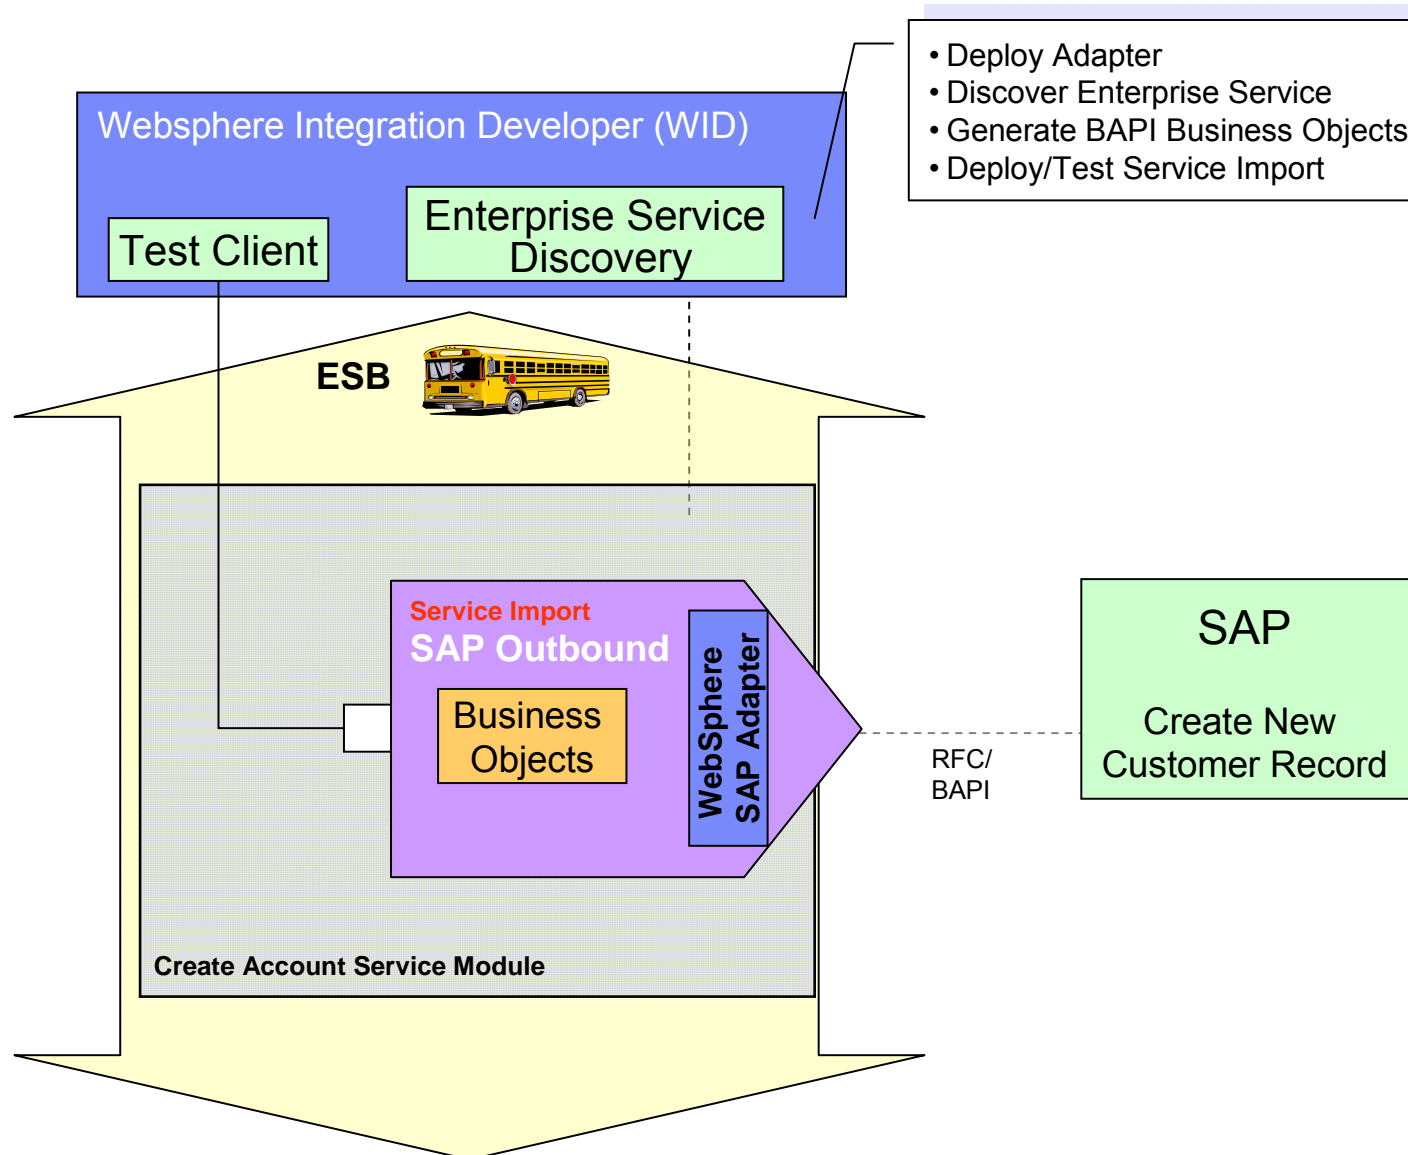 • Deploy Adapter
• Discover Enterprise Service
• Generate BAPI Business Objects
• Deploy/Test Service Import
Websphere Integration Developer (WID)
Test Client
Enterprise Service
Discovery
ESB
Service Import
SAP Outbound
Business
Objects
WebSphere
SAP Adapter
RFC/
BAPI
SAP
Create New
Customer Record
Create Account Service Module